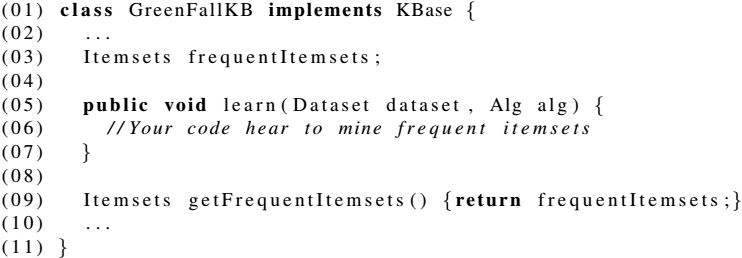 (01) class GreenFallKB implements KBase {
(02)   ...
(03)   Itemsets frequentItemsets;
(04)
(05)   public void learn(Dataset dataset, Alg alg) {
(06)     //Your code hear to mine frequent itemsets
(07)   }
(08)
(09)   Itemsets getFrequentItemsets() {return frequentItemsets;}
(10)   ...
(11) }